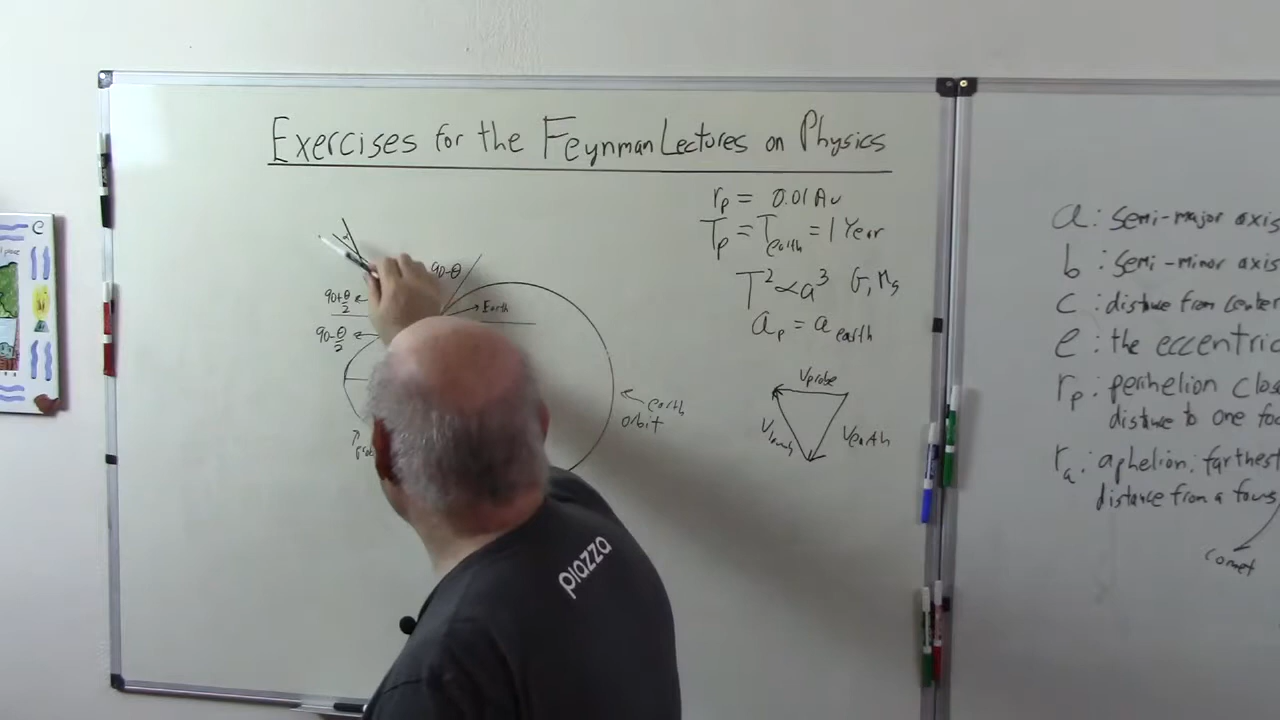 Exercises for the Feynman Lectures on Physics
rp = 0.01 Au
Tp = Tearth = 1 Year
T² ∝ a³ G, Ms
ap = a earth
90-θ
90+θ/2
Earth
90-θ/2
earth
orbit
Vprobe
Vearth
a: semi-major axis
b: semi-minor axis
c: distance from center
e: the eccentric
rp: perihelion clos
distance to one foc
ra: aphelion: farthest
distance from a focus
comet
piazza
e